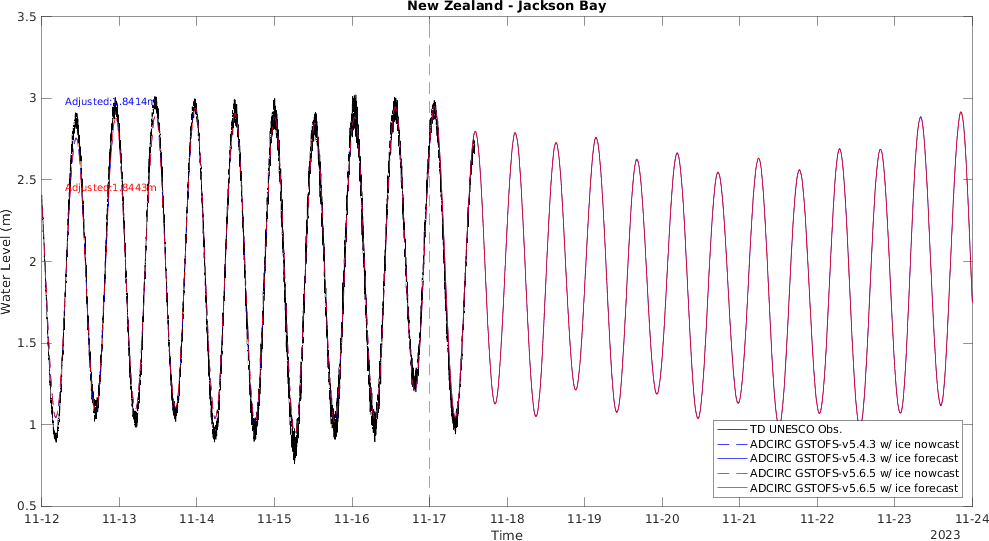 New Zealand - Jackson Bay
3.5
3
2.5
2
1.5
1
0.5
Water Level (m)
Adjusted:1.8414m
Adjusted:1.8443m
TD UNESCO Obs.
ADCIRC GSTOFS-v5.4.3 w/ ice nowcast
ADCIRC GSTOFS-v5.4.3 w/ ice forecast
ADCIRC GSTOFS-v5.6.5 w/ ice nowcast
ADCIRC GSTOFS-v5.6.5 w/ ice forecast
11-12 11-13 11-14 11-15 11-16 11-17 11-18 11-19 11-20 11-21 11-22 11-23 11-24
Time
2023